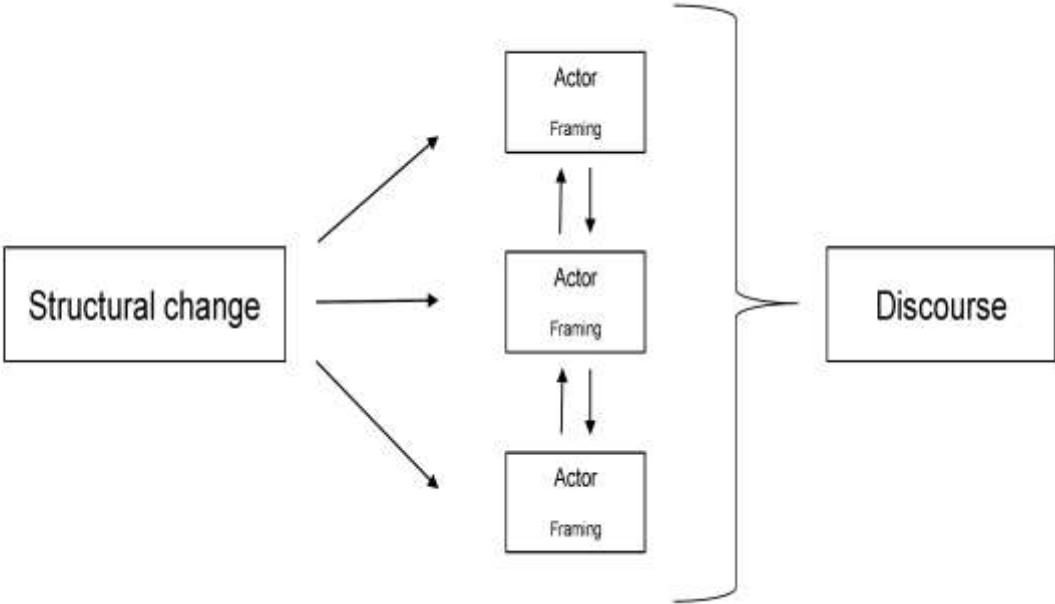 Structural change
Actor
Framing
Actor
Framing
Actor
Framing
Discourse